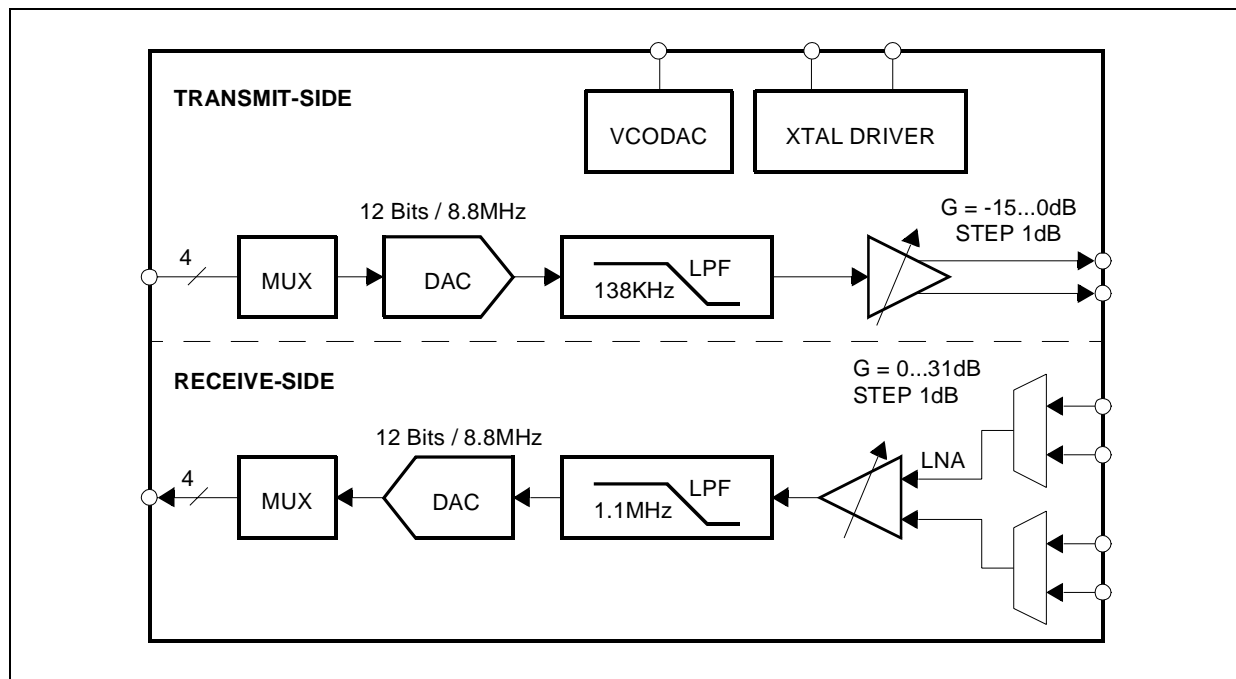 TRANSMIT-SIDE
VCODAC
XTAL DRIVER
12 Bits / 8.8MHz
G = -15...0dB
STEP 1dB
4
MUX
DAC
LPF
138KHz
RECEIVE-SIDE
G = 0...31dB
STEP 1dB
12 Bits / 8.8MHz
LNA
4
MUX
DAC
LPF
1.1MHz